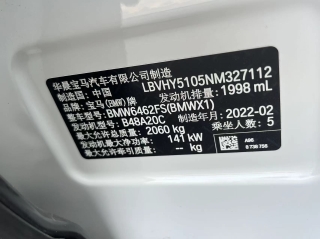 华晨宝马汽车有限公司制造
制造国：中国 LBVHY5105NM327112
品牌：宝马(BMW)牌 发动机排量：1998 mL
整车型号：BMW6462FS(BMWX1)
发动机型号：B48A20C 制造年月：2022-02
最大允许总质量：2060 kg 乘坐人数：5
发动机最大净功率：141 kW
最大允许牵引质量：-- kg
A96